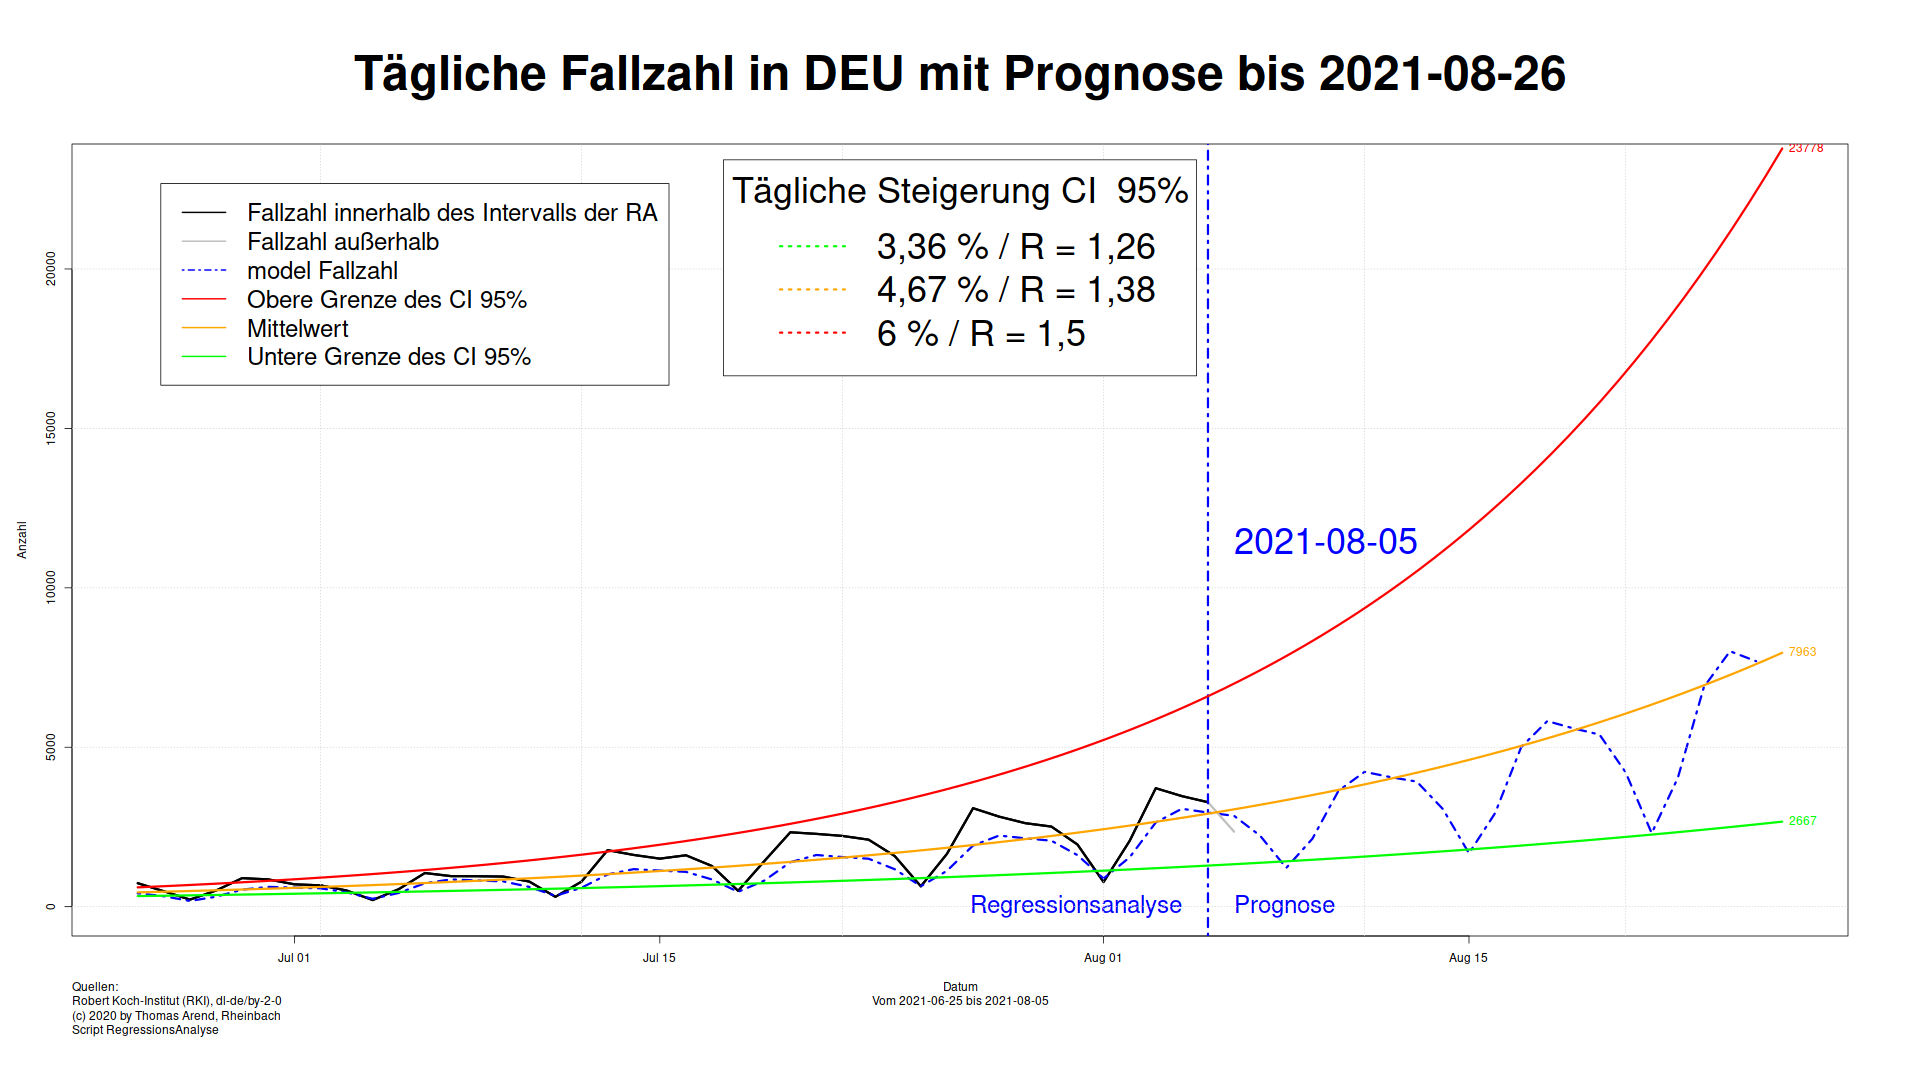 Tägliche Fallzahl in DEU mit Prognose bis 2021-08-26
23778
Tägliche Steigerung CI  95%
3,36 % / R = 1,26
4,67 % / R = 1,38
6 % / R = 1,5
Fallzahl innerhalb des Intervalls der RA
Fallzahl außerhalb
model Fallzahl
Obere Grenze des CI 95%
Mittelwert
Untere Grenze des CI 95%
20000
15000
10000
5000
0
Anzahl
2021-08-05
7963
2667
Regressionsanalyse
Prognose
Jul 01
Jul 15
Aug 01
Aug 15
Datum
Vom 2021-06-25 bis 2021-08-05
Quellen:
Robert Koch-Institut (RKI), dl-de/by-2-0
(c) 2020 by Thomas Arend, Rheinbach
Script RegressionsAnalyse